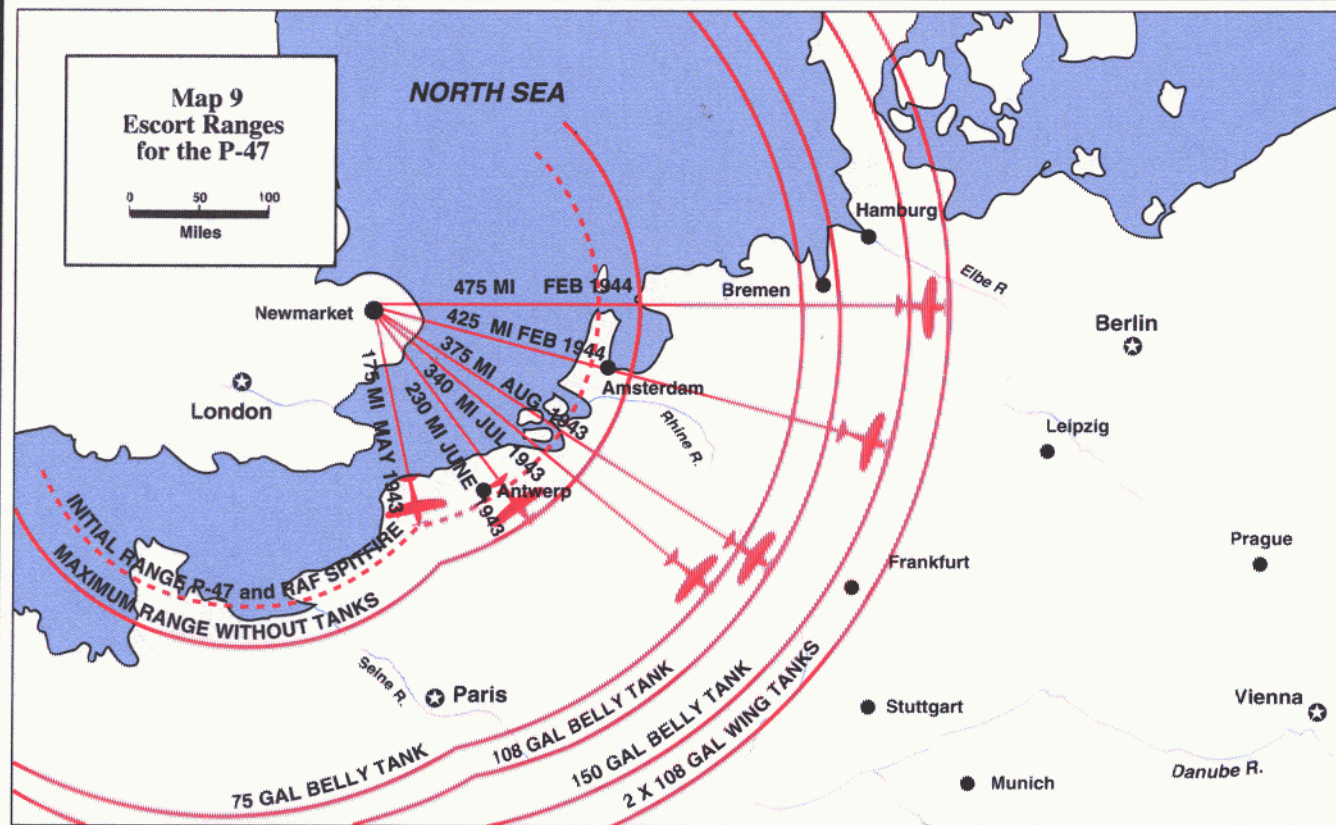 Map 9
Escort Ranges
for the P-47
0 50 100
Miles
NORTH SEA
Hamburg
Elbe R
475 MI FEB 1944
Bremen
Newmarket
425 MI FEB 1944
Berlin
375 MI AUG 1943
340 MI JUL 1943
230 MI JUNE 1943
175 MI MAY 1943
Amsterdam
London
Rhine R.
Leipzig
Antwerp
INITIAL RANGE P-47 and RAF SPITFIRE
MAXIMUM RANGE WITHOUT TANKS
Frankfurt
Prague
Seine R.
Paris
Stuttgart
Vienna
75 GAL BELLY TANK
108 GAL BELLY TANK
150 GAL BELLY TANK
2 X 108 GAL WING TANKS
Munich
Danube R.